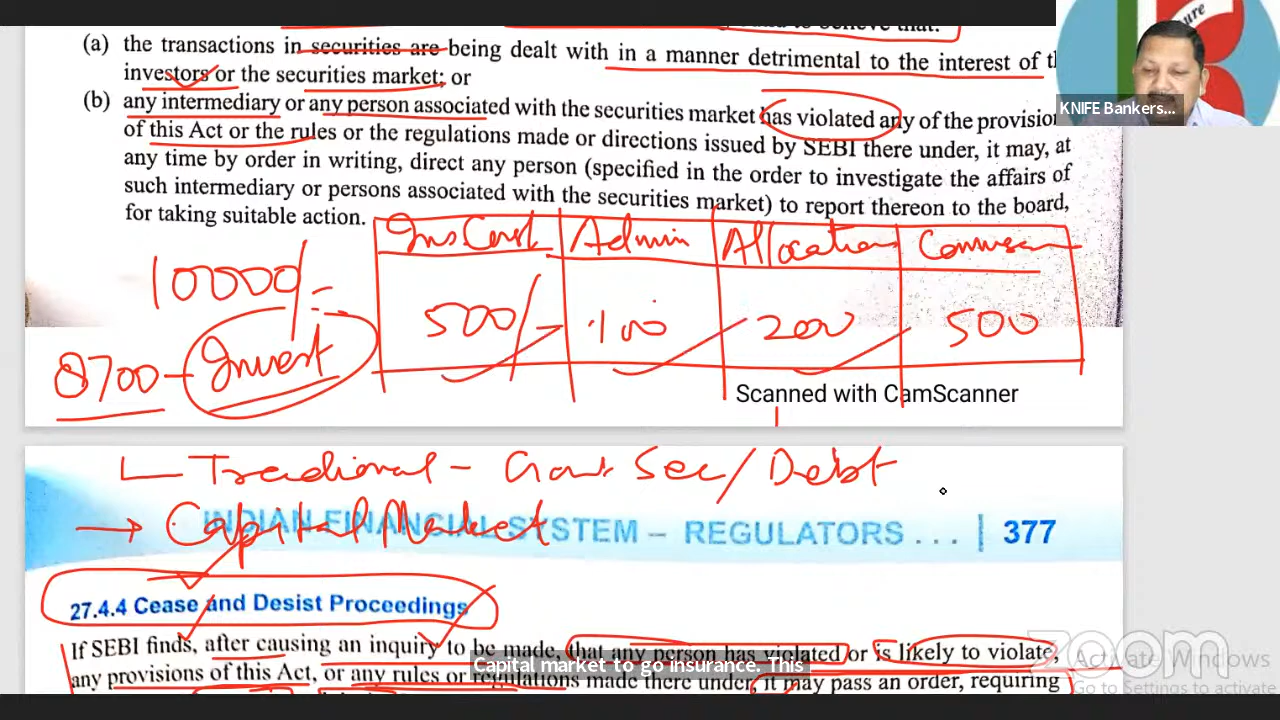 (a) the transactions in securities are being dealt with in a manner detrimental to the interest of
investors or the securities market; or
(b) any intermediary or any person associated with the securities market has violated any of the provision
of this Act or the rules or the regulations made or directions issued by SEBI there under, it may, at
any time by order in writing, direct any person (specified in the order to investigate the affairs of
such intermediary or persons associated with the securities market) to report thereon to the board,
for taking suitable action.
KNIFE Bankers...
Admin Allocation
10000/-
500/- 100 200 500
8700 - Invest
Scanned with CamScanner
Sec/Debt
→ Capital Market
INDIAN FINANCIAL SYSTEM – REGULATORS . . . | 377
27.4.4 Cease and Desist Proceedings
If SEBI finds, after causing an inquiry to be made, that any person has violated or is likely to violate,
any provisions of this Act, or any rules or regulations made there under, it may pass an order, requiring
Capital market to go insurance. This
zoom
Activate Windows
Go to Settings to activate